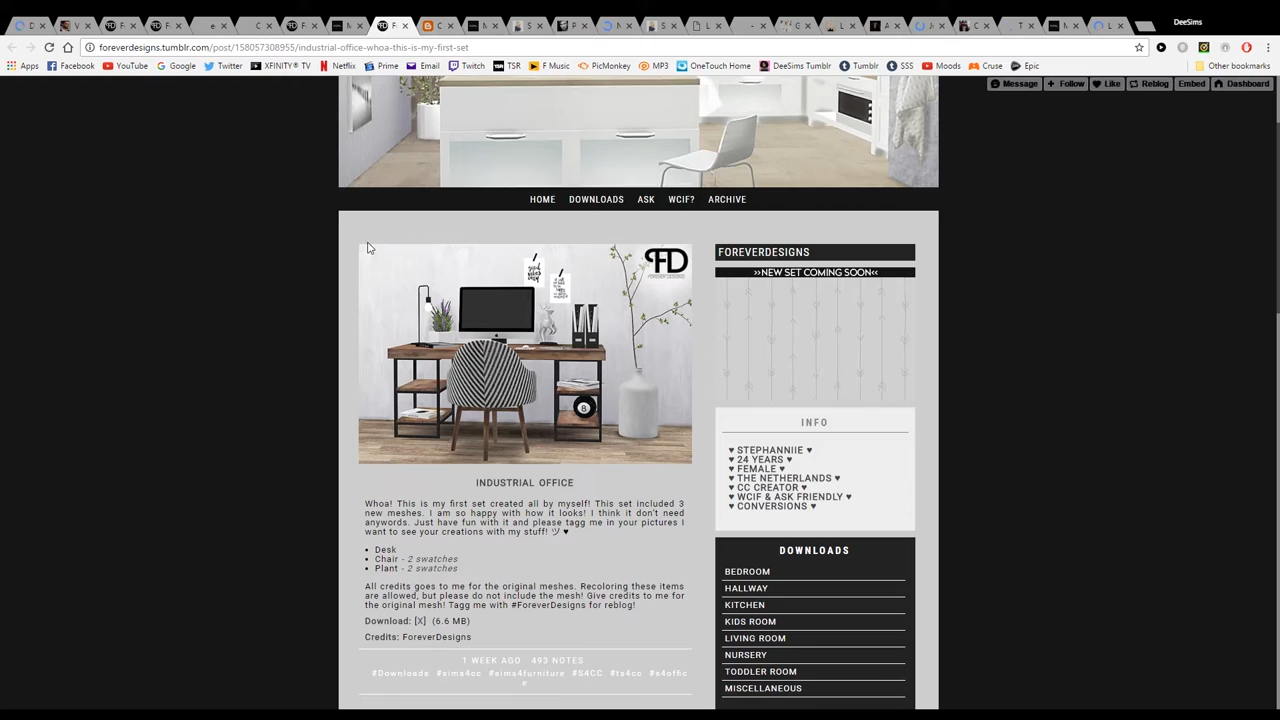 DeeSims
foreverdesigns.tumblr.com/post/158057308955/industrial-office-whoa-this-is-my-first-set
Apps Facebook YouTube Google Twitter XFINITY® TV Netflix Prime Email Twitch TSR F Music PicMonkey MP3 OneTouch Home DeeSims Tumblr Tumblr SSS Moods Cruse Epic Other bookmarks
Message Follow Like Reblog Embed Dashboard
HOME DOWNLOADS ASK WCIF? ARCHIVE
FD
FOREVER DESIGNS
INDUSTRIAL OFFICE
Whoa! This is my first set created all by myself! This set included 3
new meshes. I am so happy with how it looks! I think it don't need
anywords. Just have fun with it and please tagg me in your pictures I
want to see your creations with my stuff! ツ ♥
• Desk
• Chair - 2 swatches
• Plant - 2 swatches
All credits goes to me for the original meshes. Recoloring these items
are allowed, but please do not include the mesh! Give credits to me for
the original mesh! Tagg me with #ForeverDesigns for reblog!
Download: [X] (6.6 MB)
Credits: ForeverDesigns
1 WEEK AGO 493 NOTES
#Downloads #sims4cc #sims4furniture #S4CC #ts4cc #s4offic
e
FOREVERDESIGNS
>>NEW SET COMING SOON<<
INFO
♥ STEPHANNIIE ♥
♥ 24 YEARS ♥
♥ FEMALE ♥
♥ THE NETHERLANDS ♥
♥ CC CREATOR ♥
♥ WCIF & ASK FRIENDLY ♥
♥ CONVERSIONS ♥
DOWNLOADS
BEDROOM
HALLWAY
KITCHEN
KIDS ROOM
LIVING ROOM
NURSERY
TODDLER ROOM
MISCELLANEOUS